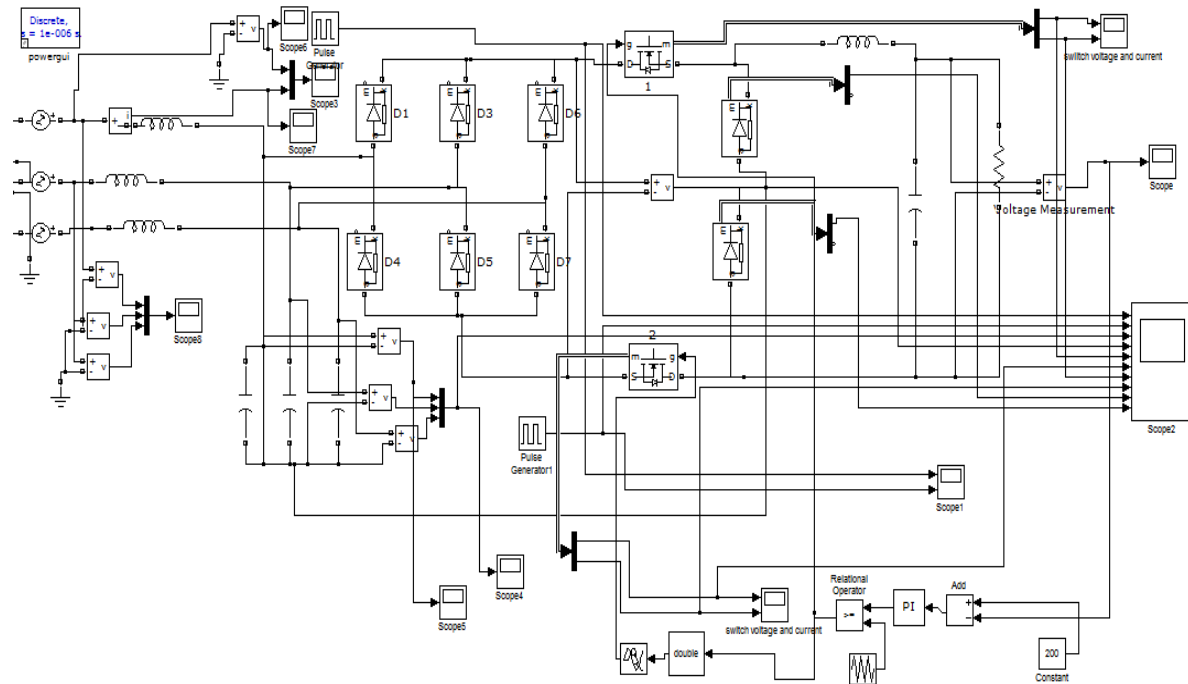 Discrete,
s = 1e-006 s.
powergui
Scope6
Pulse
Generator
Scope3
Scope7
D1
D3
D6
D4
D5
D7
g
m
D
S
1
switch voltage and current
Scope
Voltage Measurement
Scope8
2
m
g
S
D
Scope2
Pulse
Generator1
Scope1
Scope4
Scope5
switch voltage and current
Relational
Operator
>=
PI
Add
200
Constant
double